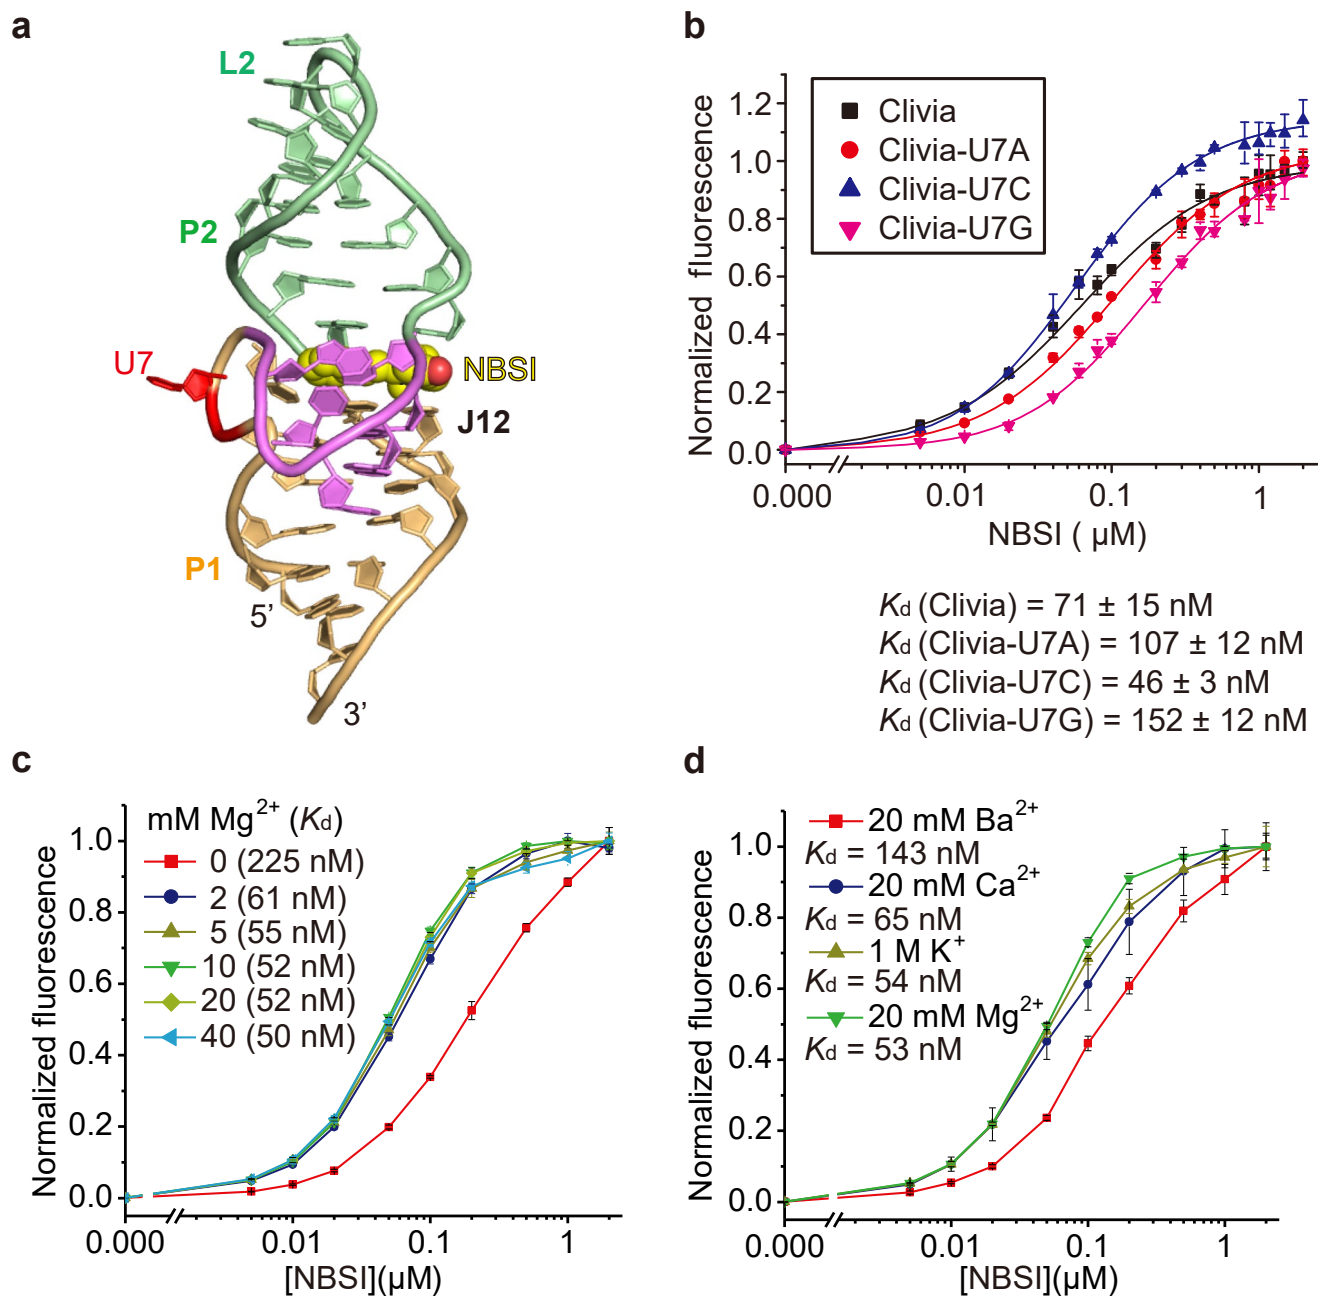 a
L2
P2
U7
NBSI
J12
P1
5’
3’
b
Normalized fluorescence
1.2
1.0
0.8
0.6
0.4
0.2
0.0
Clivia
Clivia-U7A
Clivia-U7C
Clivia-U7G
0.000 0.01 0.1 1
NBSI ( μM)
Kd (Clivia) = 71 ± 15 nM
Kd (Clivia-U7A) = 107 ± 12 nM
Kd (Clivia-U7C) = 46 ± 3 nM
Kd (Clivia-U7G) = 152 ± 12 nM
c
Normalized fluorescence
1.0
0.8
0.6
0.4
0.2
0.0
mM Mg²⁺ (Kd)
0 (225 nM)
2 (61 nM)
5 (55 nM)
10 (52 nM)
20 (52 nM)
40 (50 nM)
0.000 0.01 0.1 1
[NBSI](μM)
d
Normalized fluorescence
1.0
0.8
0.6
0.4
0.2
0.0
20 mM Ba²⁺
Kd = 143 nM
20 mM Ca²⁺
Kd = 65 nM
1 M K⁺
Kd = 54 nM
20 mM Mg²⁺
Kd = 53 nM
0.000 0.01 0.1 1
[NBSI](μM)